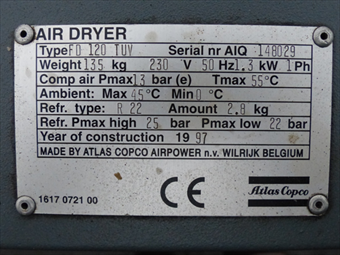 AIR DRYER
Type FD 120 TUV Serial nr AIQ 148029
Weight 135 kg 230 V 50 Hz 1.3 kW 1 Ph
Comp air Pmax 13 bar (e) Tmax 55°C
Ambient: Max 45°C Min 0°C
Refr. type R 22 Amount 2.8 kg
Refr. Pmax high 25 bar Pmax low 22 bar
Year of construction 19 97
MADE BY ATLAS COPCO AIRPOWER n.v. WILRIJK BELGIUM
CE
Atlas Copco
1617 0721 00